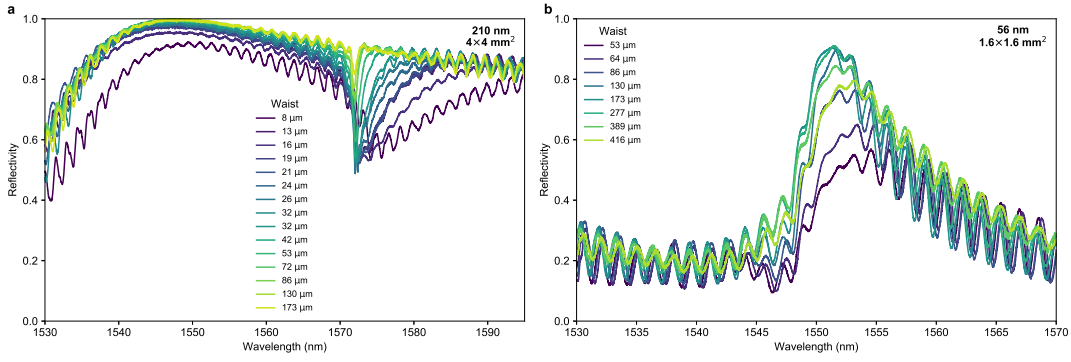 a
210 nm
4×4 mm²
Waist
8 µm
13 µm
16 µm
19 µm
21 µm
24 µm
26 µm
32 µm
32 µm
42 µm
53 µm
72 µm
86 µm
130 µm
173 µm
Reflectivity
1.0
0.8
0.6
0.4
0.2
0.0
1530
1540
1550
1560
1570
1580
1590
Wavelength (nm)
b
56 nm
1.6×1.6 mm²
Waist
53 µm
64 µm
86 µm
130 µm
173 µm
277 µm
389 µm
416 µm
Reflectivity
1.0
0.8
0.6
0.4
0.2
0.0
1530
1535
1540
1545
1550
1555
1560
1565
1570
Wavelength (nm)